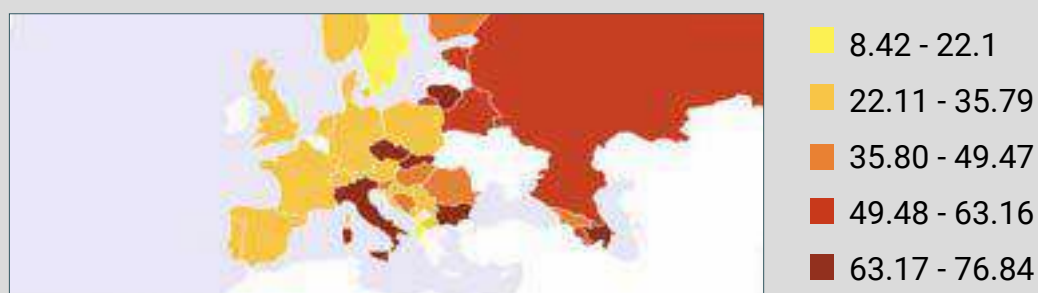 8.42 - 22.1
22.11 - 35.79
35.80 - 49.47
49.48 - 63.16
63.17 - 76.84